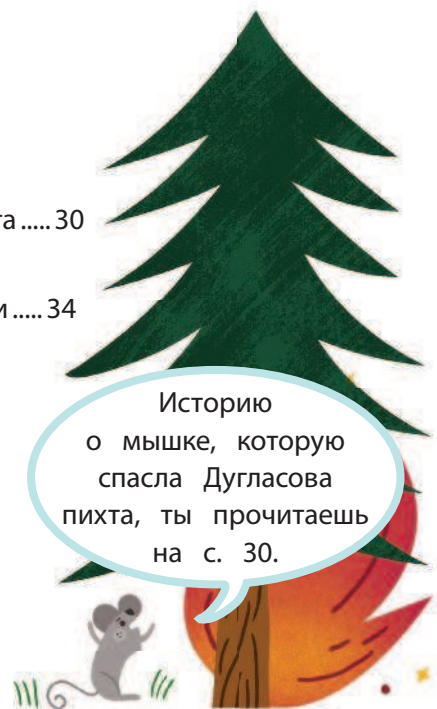 та ..... 30
и ..... 34
Историю
о мышке, которую
спасла Дугласова
пихта, ты прочитаешь
на с. 30.